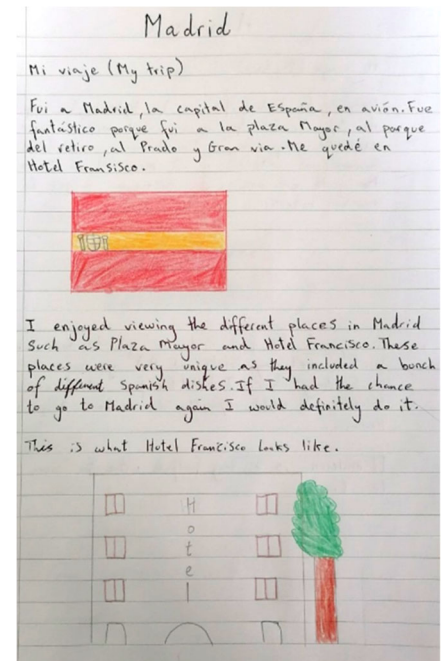 Madrid
Mi viaje (My trip)
Fui a Madrid, la capital de España, en avión. Fue
fantástico porque fui a la plaza Mayor, al parque
del retiro, al Prado y Gran via. Me quedé en
Hotel Fransisco.
I enjoyed viewing the different places in Madrid
Such as Plaza Mayor and Hotel Francisco. These
places were very unique as they included a bunch
of different Spanish dishes. If I had the chance
to go to Madrid again I would definitely do it.
This is what Hotel Francisco looks like.
Hotel